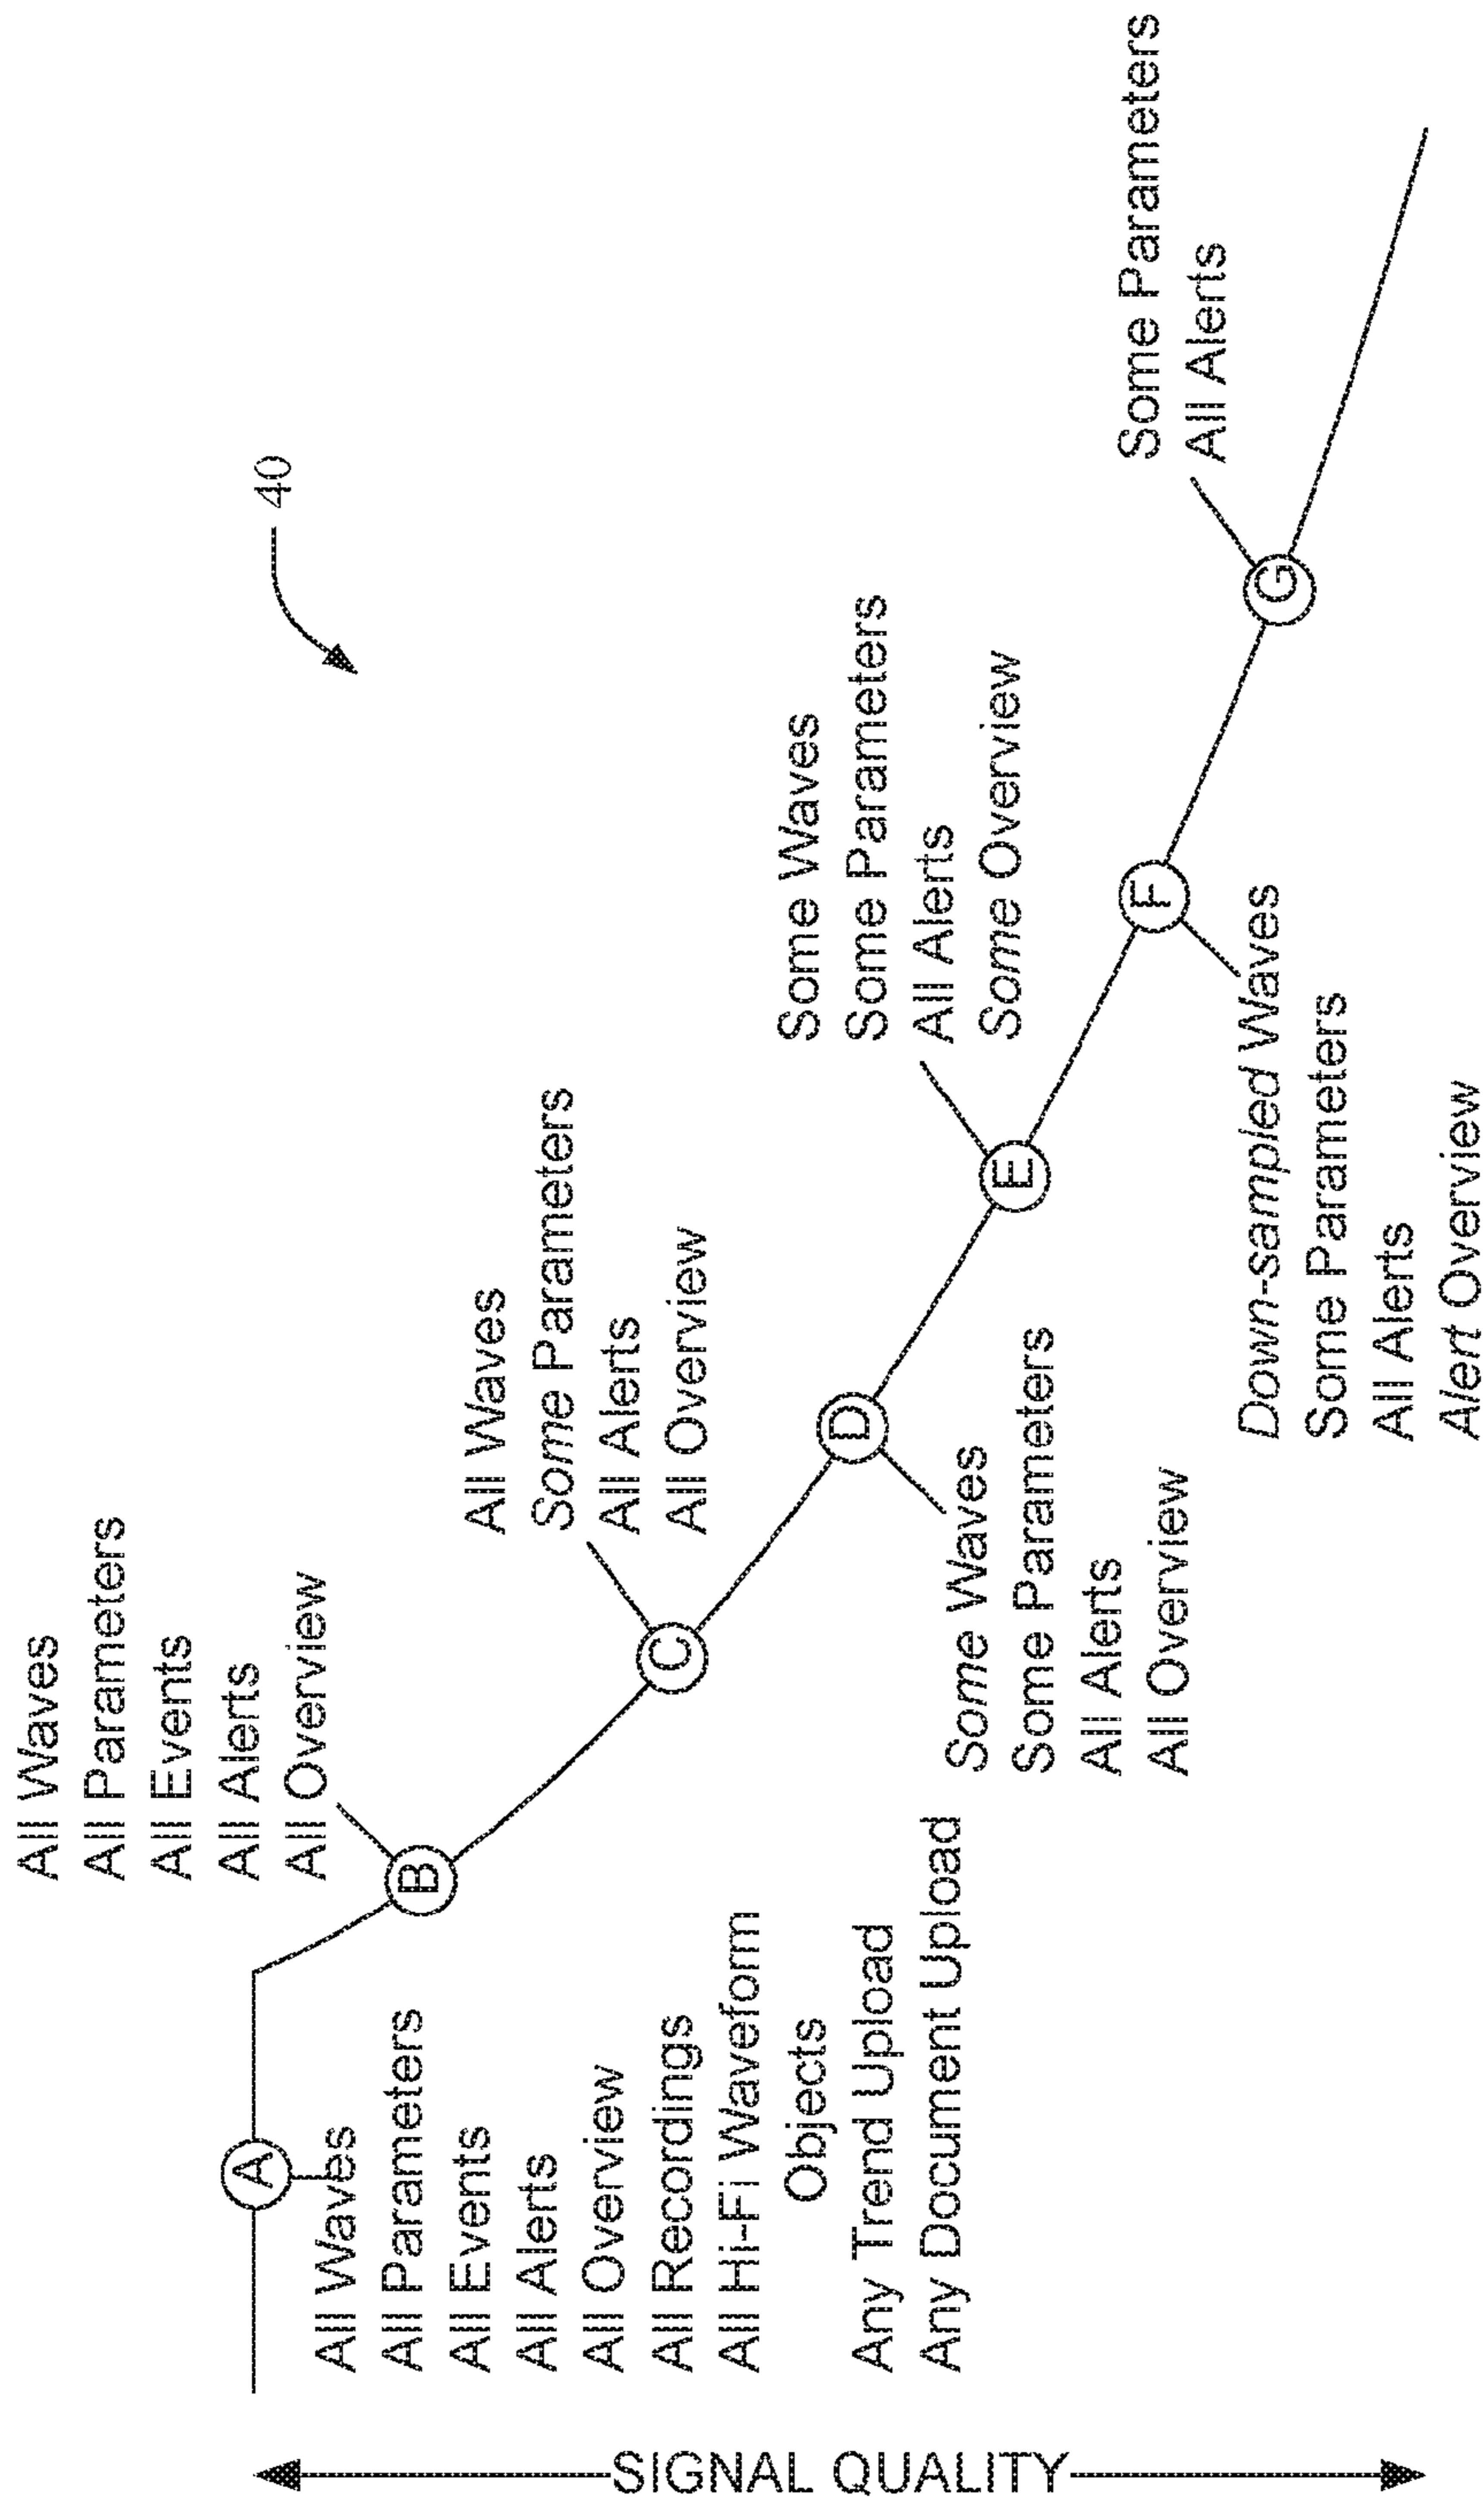 40
A
All Waves
All Parameters
All Events
All Alerts
All Overview
All Recordings
All Hi-Fi Waveform
Objects
Any Trend Upload
Any Document Upload
All Waves
All Parameters
All Events
All Alerts
All Overview
B
All Waves
Some Parameters
All Alerts
All Overview
C
D
Some Waves
Some Parameters
All Alerts
All Overview
Some Waves
Some Parameters
All Alerts
Some Overview
E
F
Down-sampled Waves
Some Parameters
All Alerts
Alert Overview
Some Parameters
All Alerts
G
SIGNAL QUALITY